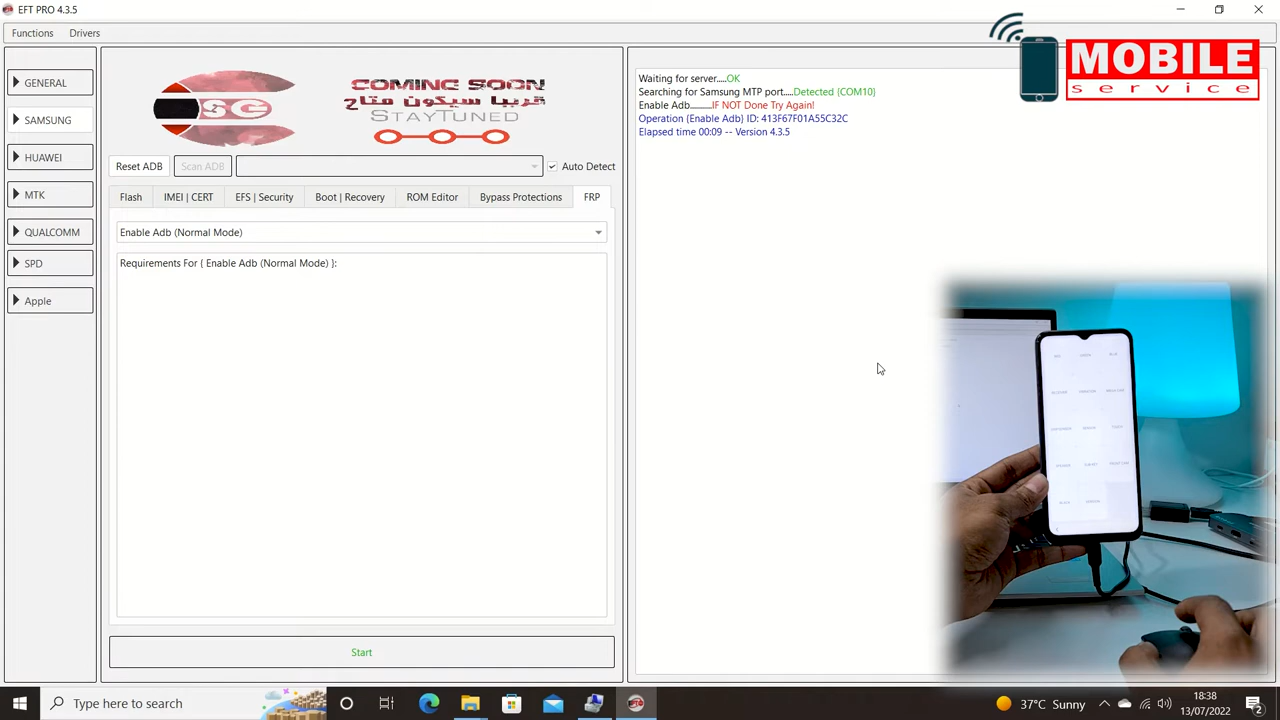 EFT PRO 4.3.5
Functions Drivers
MOBILE
service
GENERAL
SAMSUNG
HUAWEI
MTK
QUALCOMM
SPD
Apple
COMING SOON
STAYTUNED
Reset ADB Scan ADB Auto Detect
Flash IMEI | CERT EFS | Security Boot | Recovery ROM Editor Bypass Protections FRP
Enable Adb (Normal Mode)
Requirements For { Enable Adb (Normal Mode) }:
Start
Waiting for server.....OK
Searching for Samsung MTP port.....Detected {COM10}
Enable Adb..........IF NOT Done Try Again!
Operation {Enable Adb} ID: 413F67F01A55C32C
Elapsed time 00:09 -- Version 4.3.5
Type here to search
37°C Sunny
18:38
13/07/2022
2